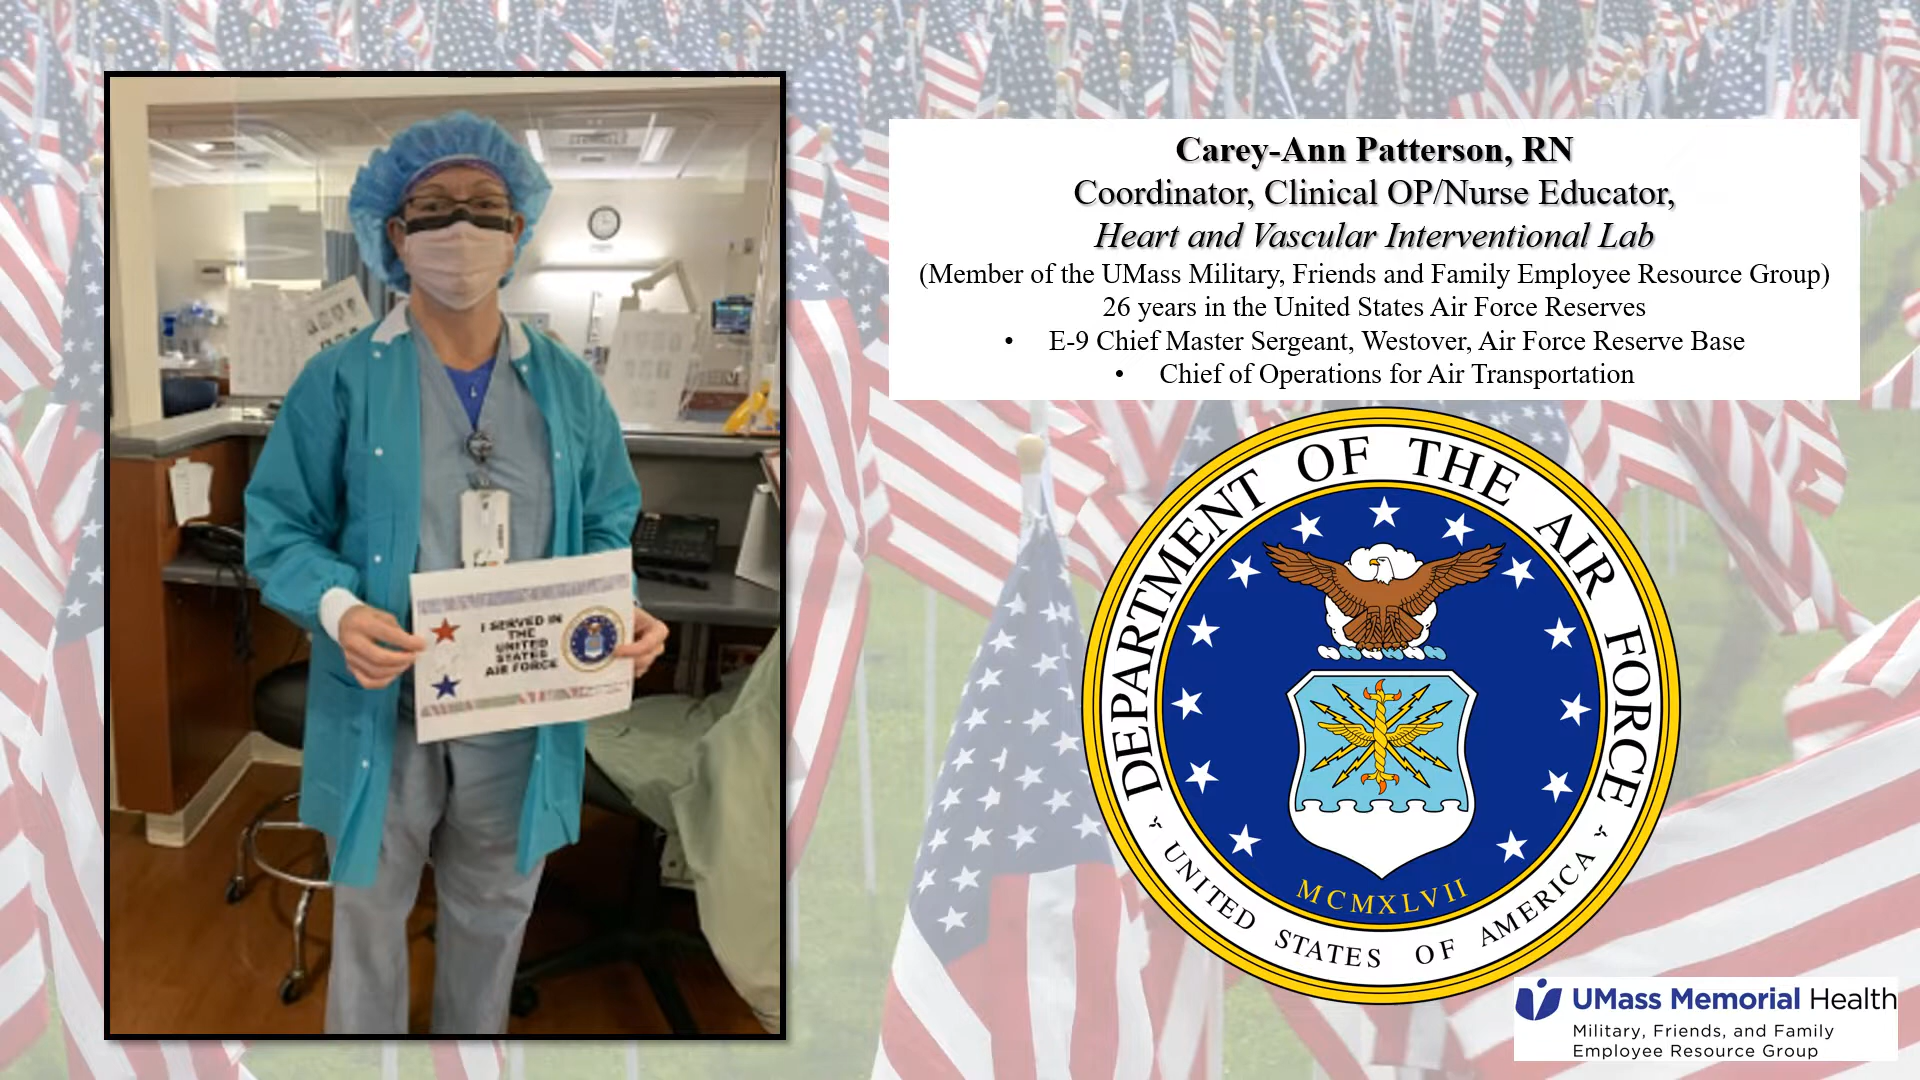 Carey-Ann Patterson, RN
Coordinator, Clinical OP/Nurse Educator,
Heart and Vascular Interventional Lab
(Member of the UMass Military, Friends and Family Employee Resource Group)
26 years in the United States Air Force Reserves
• E-9 Chief Master Sergeant, Westover, Air Force Reserve Base
• Chief of Operations for Air Transportation
I SERVED IN
THE
UNITED
STATES
AIR FORCE
DEPARTMENT OF THE AIR FORCE
MCMXLVII
UNITED STATES OF AMERICA
UMass Memorial Health
Military, Friends, and Family
Employee Resource Group